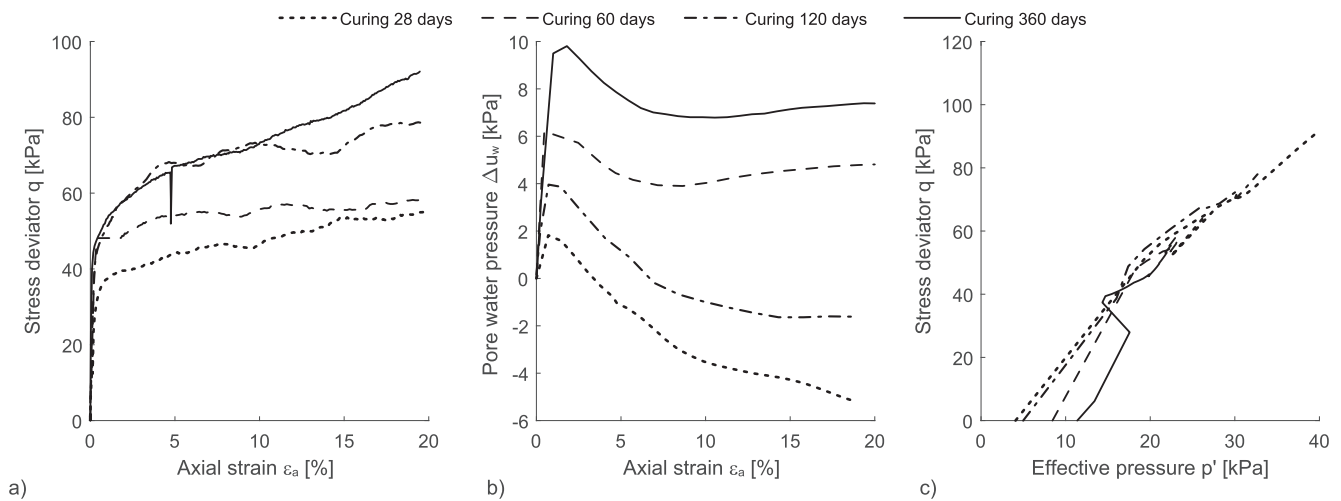 Curing 28 days Curing 60 days Curing 120 days Curing 360 days
100
80
60
40
20
0
0 5 10 15 20
Stress deviator q [kPa]
Axial strain εa [%]
a)
10
8
6
4
2
0
-2
-4
-6
0 5 10 15 20
Pore water pressure Δuw [kPa]
Axial strain εa [%]
b)
120
100
80
60
40
20
0
0 10 20 30 40
Stress deviator q [kPa]
Effective pressure p' [kPa]
c)